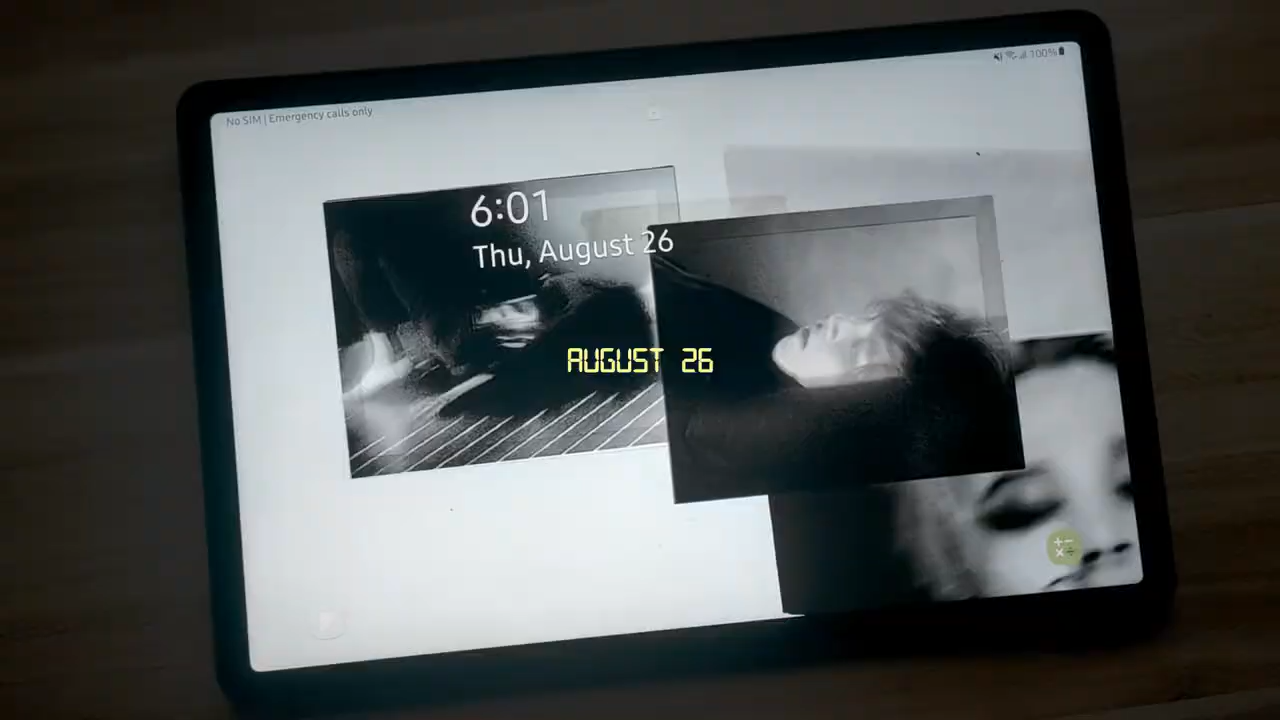 No SIM | Emergency calls only
100%
6:01
Thu, August 26
AUGUST 26